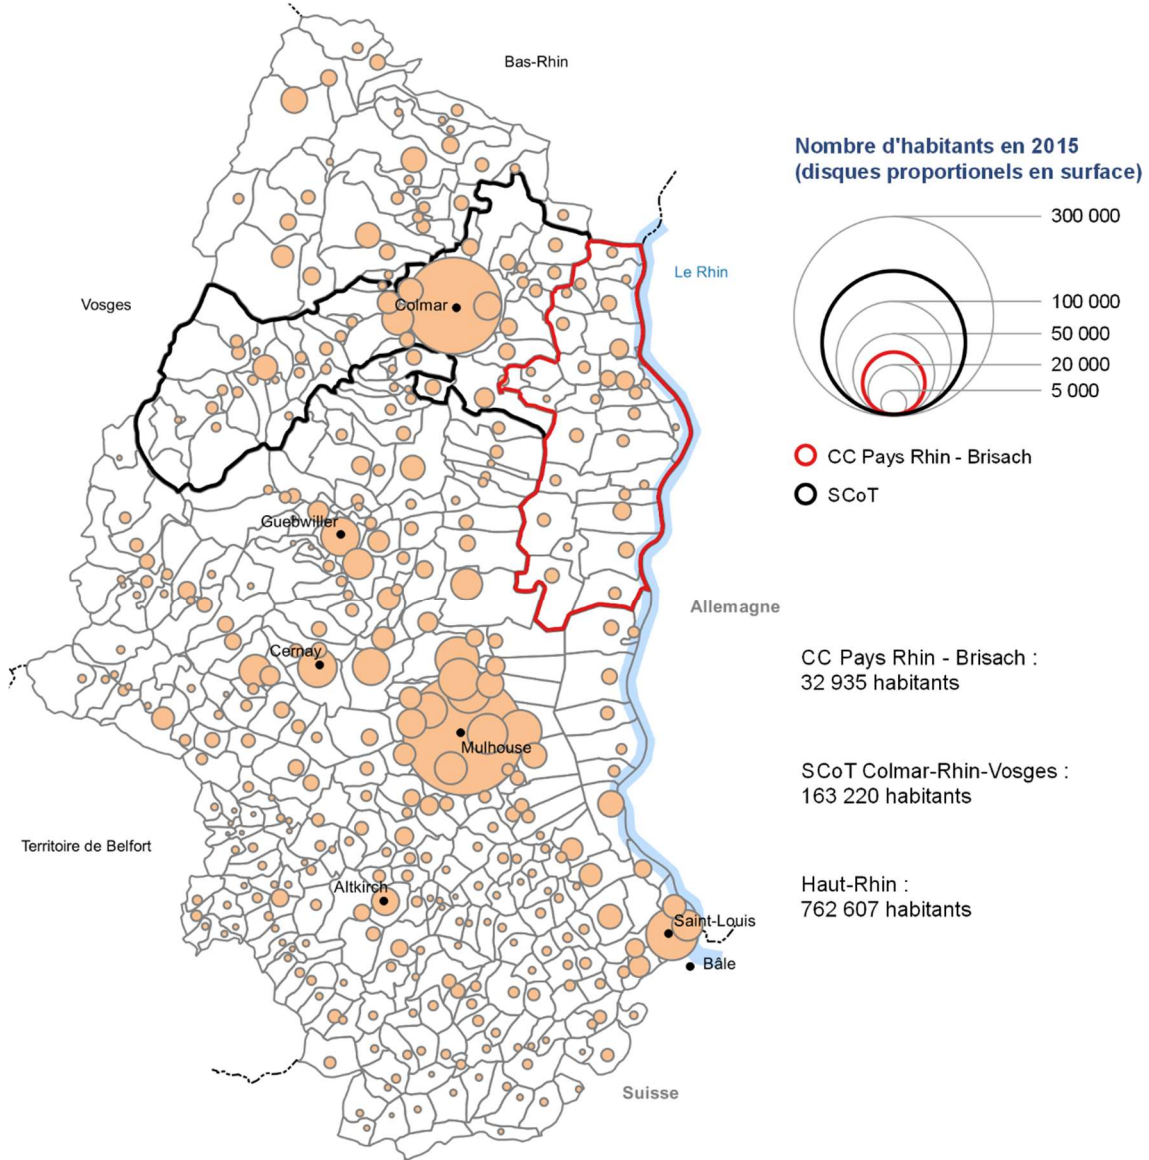 Bas-Rhin
Nombre d'habitants en 2015
(disques proportionels en surface)
300 000
Le Rhin
Vosges
Colmar
100 000
50 000
20 000
5 000
CC Pays Rhin - Brisach
SCoT
Guebwiller
Allemagne
Cernay
CC Pays Rhin - Brisach :
32 935 habitants
Mulhouse
SCoT Colmar-Rhin-Vosges :
163 220 habitants
Territoire de Belfort
Altkirch
Haut-Rhin :
762 607 habitants
Saint-Louis
Bâle
Suisse